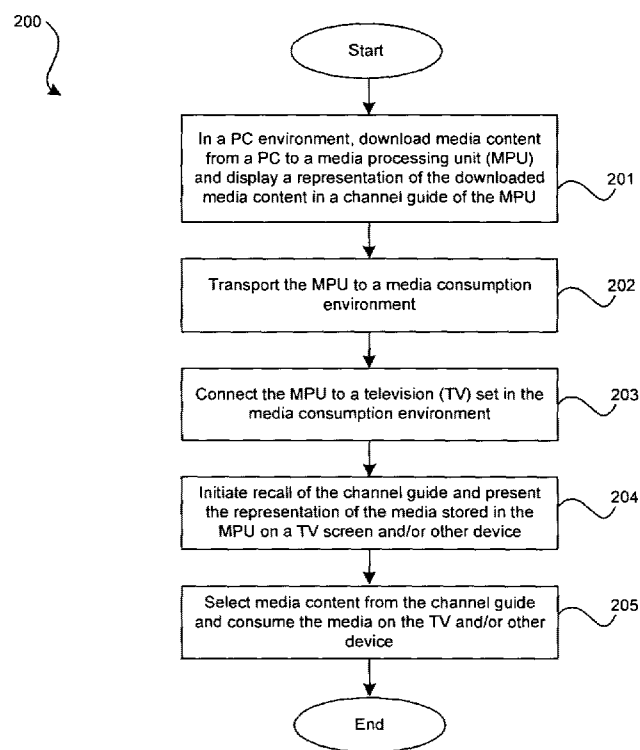 200
Start
In a PC environment, download media content
from a PC to a media processing unit (MPU)
and display a representation of the downloaded
media content in a channel guide of the MPU
201
Transport the MPU to a media consumption
environment
202
Connect the MPU to a television (TV) set in the
media consumption environment
203
Initiate recall of the channel guide and present
the representation of the media stored in the
MPU on a TV screen and/or other device
204
Select media content from the channel guide
and consume the media on the TV and/or other
device
205
End